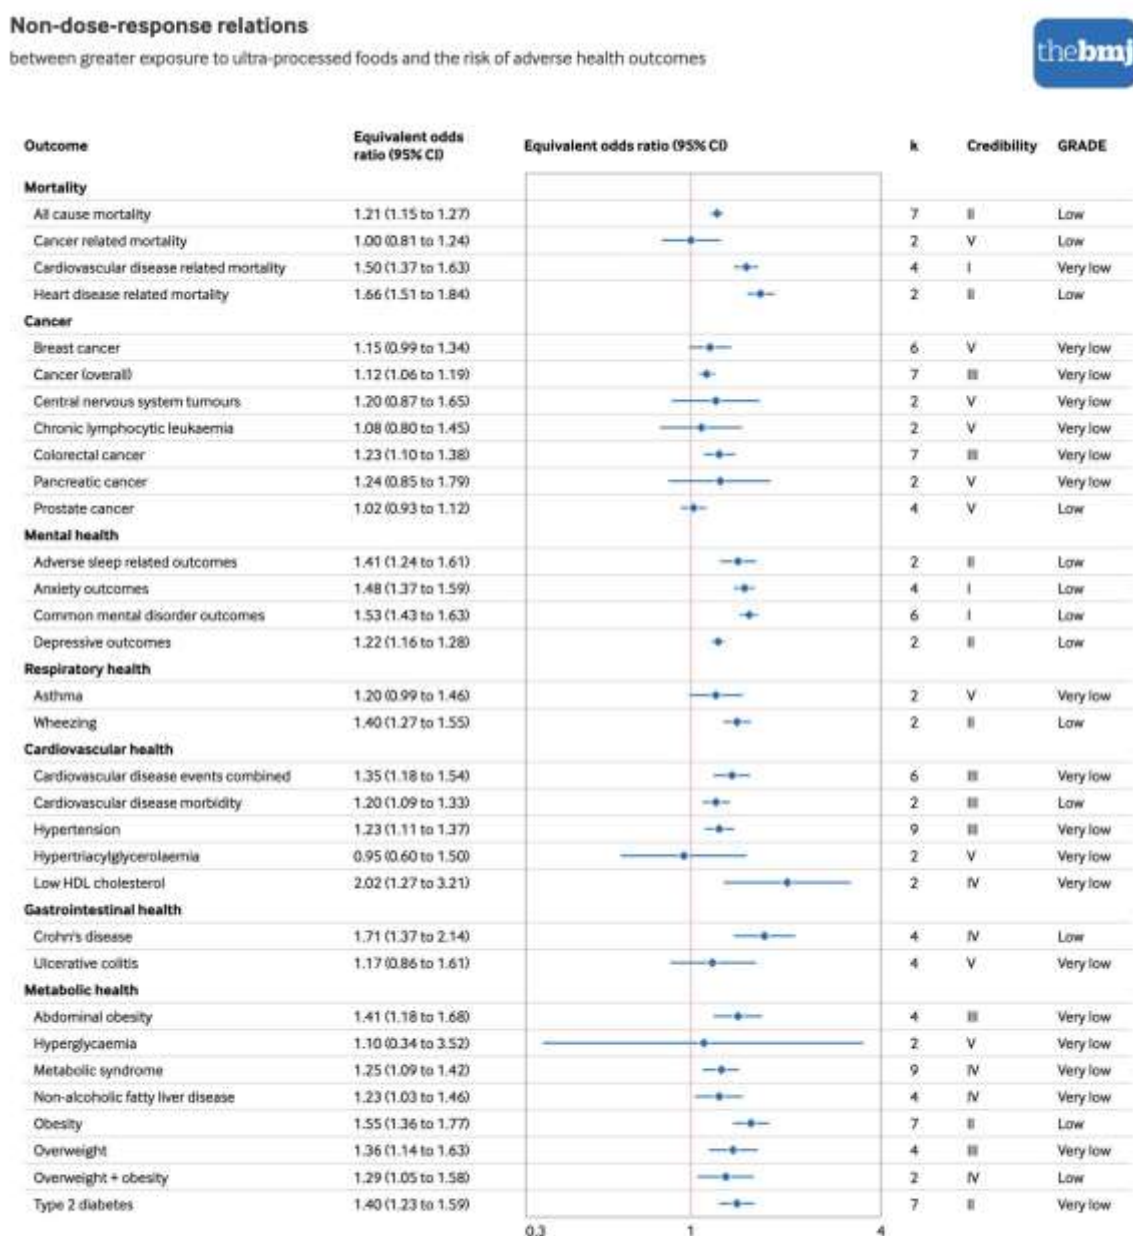 Non-dose-response relations
between greater exposure to ultra-processed foods and the risk of adverse health outcomes
thebmj
Outcome Equivalent odds ratio (95% CI) Equivalent odds ratio (95% CI) k Credibility GRADE
Mortality
All cause mortality 1.21 (1.15 to 1.27) 7 II Low
Cancer related mortality 1.00 (0.81 to 1.24) 2 V Low
Cardiovascular disease related mortality 1.50 (1.37 to 1.63) 4 I Very low
Heart disease related mortality 1.66 (1.51 to 1.84) 2 II Low
Cancer
Breast cancer 1.15 (0.99 to 1.34) 6 V Very low
Cancer (overall) 1.12 (1.06 to 1.19) 7 III Very low
Central nervous system tumours 1.20 (0.87 to 1.65) 2 V Very low
Chronic lymphocytic leukaemia 1.08 (0.80 to 1.45) 2 V Very low
Colorectal cancer 1.23 (1.10 to 1.38) 7 III Very low
Pancreatic cancer 1.24 (0.85 to 1.79) 2 V Very low
Prostate cancer 1.02 (0.93 to 1.12) 4 V Low
Mental health
Adverse sleep related outcomes 1.41 (1.24 to 1.61) 2 II Low
Anxiety outcomes 1.48 (1.37 to 1.59) 4 I Low
Common mental disorder outcomes 1.53 (1.43 to 1.63) 6 I Low
Depressive outcomes 1.22 (1.16 to 1.28) 2 II Low
Respiratory health
Asthma 1.20 (0.99 to 1.46) 2 V Very low
Wheezing 1.40 (1.27 to 1.55) 2 II Low
Cardiovascular health
Cardiovascular disease events combined 1.35 (1.18 to 1.54) 6 III Very low
Cardiovascular disease morbidity 1.20 (1.09 to 1.33) 2 III Low
Hypertension 1.23 (1.11 to 1.37) 9 III Very low
Hypertriacylglycerolaemia 0.95 (0.60 to 1.50) 2 V Very low
Low HDL cholesterol 2.02 (1.27 to 3.21) 2 IV Very low
Gastrointestinal health
Crohn's disease 1.71 (1.37 to 2.14) 4 IV Low
Ulcerative colitis 1.17 (0.86 to 1.61) 4 V Very low
Metabolic health
Abdominal obesity 1.41 (1.18 to 1.68) 4 III Very low
Hyperglycaemia 1.10 (0.34 to 3.52) 2 V Very low
Metabolic syndrome 1.25 (1.09 to 1.42) 9 IV Very low
Non-alcoholic fatty liver disease 1.23 (1.03 to 1.46) 4 IV Very low
Obesity 1.55 (1.36 to 1.77) 7 II Low
Overweight 1.36 (1.14 to 1.63) 4 III Very low
Overweight + obesity 1.29 (1.05 to 1.58) 2 IV Low
Type 2 diabetes 1.40 (1.23 to 1.59) 7 II Very low
0.3 1 4